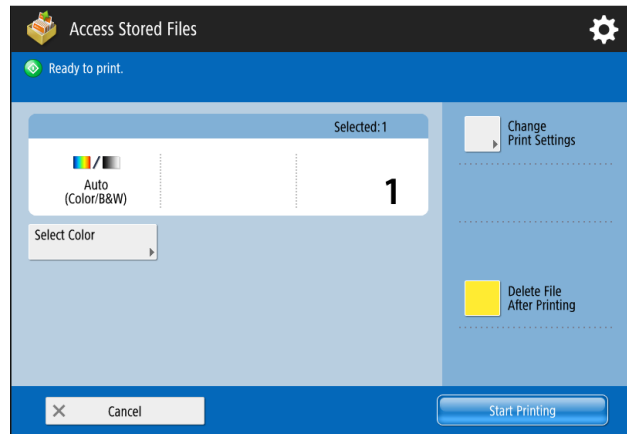 Access Stored Files
Ready to print.
Selected:1
Auto
(Color/B&W)
1
Select Color
Change
Print Settings
Delete File
After Printing
Cancel
Start Printing